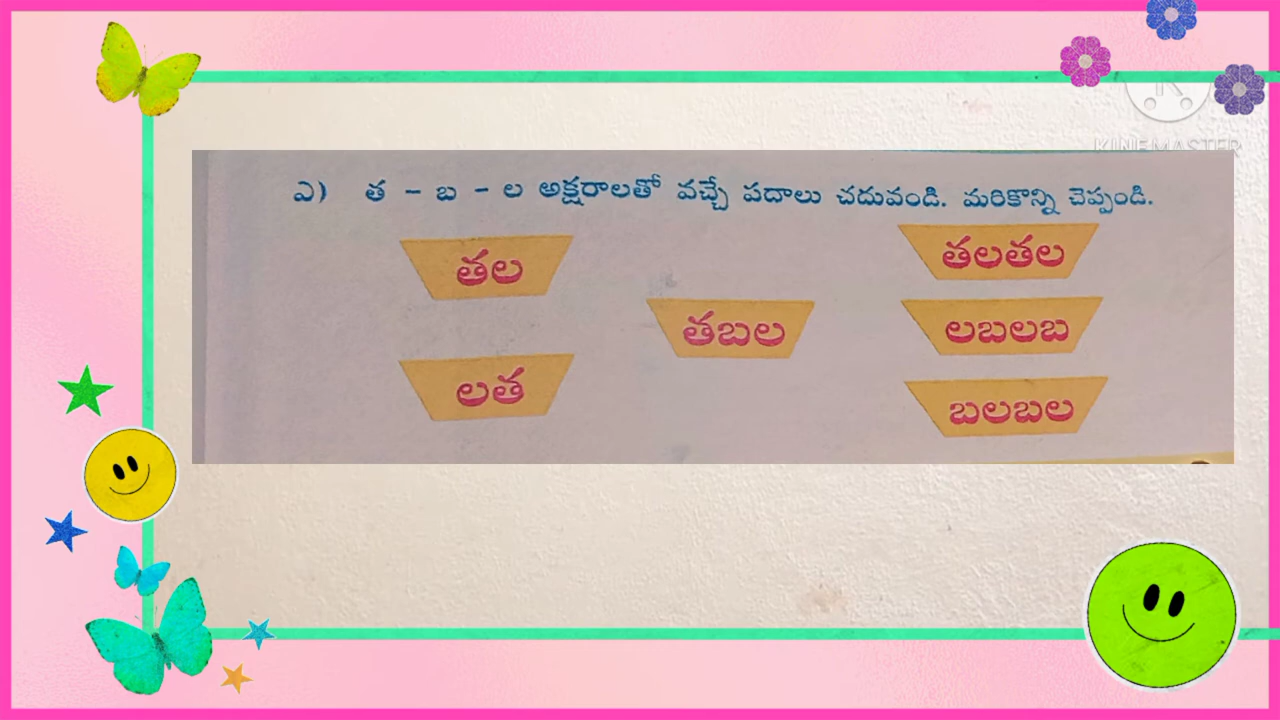 KINEMASTER
ఎ) త - బ - ల అక్షరాలతో వచ్చే పదాలు చదువండి. మరికొన్ని చెప్పండి.
తల
తలతల
తబల
లబలబ
లత
బలబల